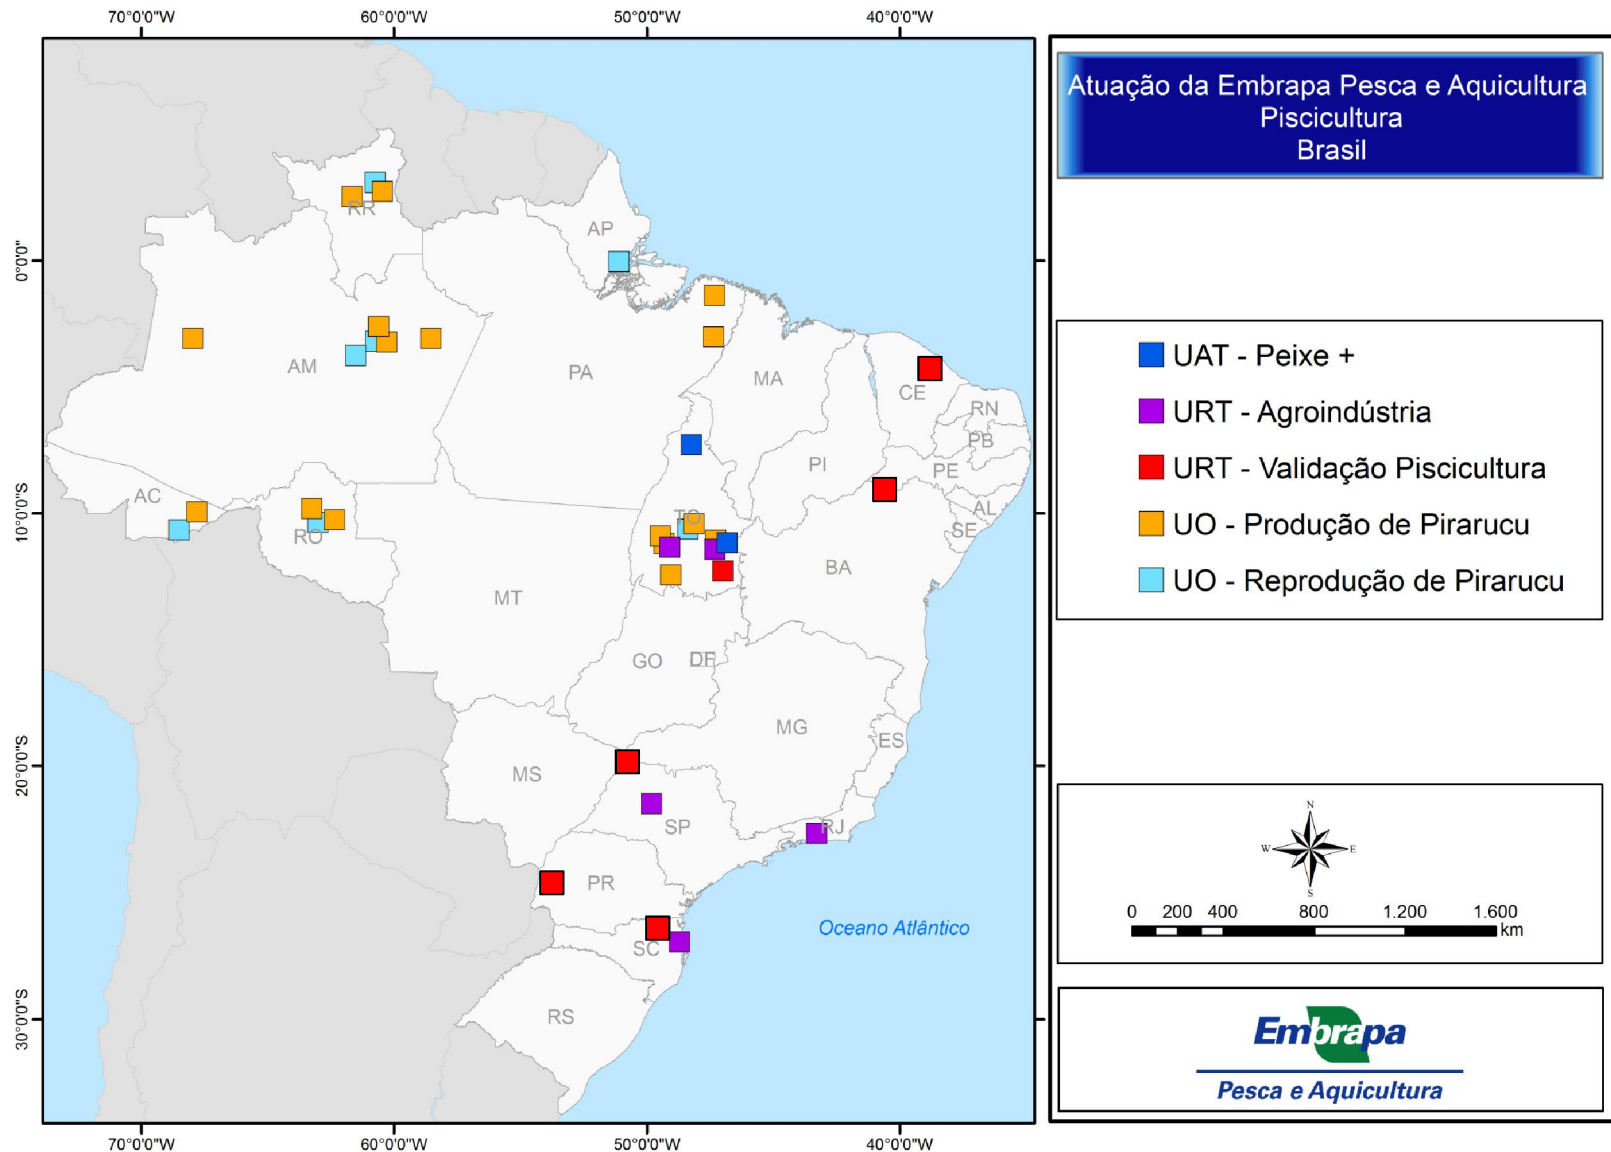 70°0'0"W 60°0'0"W 50°0'0"W 40°0'0"W
Atuação da Embrapa Pesca e Aquicultura
Piscicultura
Brasil
RR
AP
0°0'0"
AM
PA
MA
CE
RN
PB
PI
PE
AC
AL
10°0'0"S
TO
SE
RO
BA
MT
GO
DF
MG
ES
20°0'0"S
MS
SP
RJ
PR
SC
Oceano Atlântico
30°0'0"S
RS
70°0'0"W 60°0'0"W 50°0'0"W 40°0'0"W
UAT - Peixe +
URT - Agroindústria
URT - Validação Piscicultura
UO - Produção de Pirarucu
UO - Reprodução de Pirarucu
N
W E
S
0 200 400 800 1.200 1.600
km
Embrapa
Pesca e Aquicultura